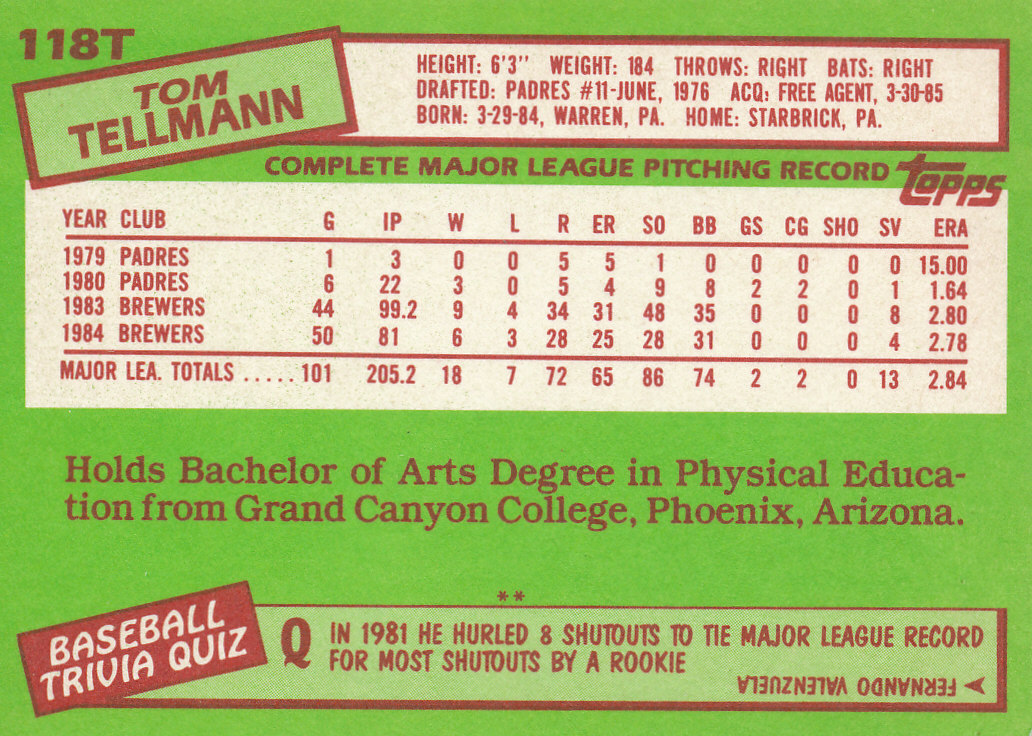 118T
TOM
TELLMANN
HEIGHT: 6'3" WEIGHT: 184 THROWS: RIGHT BATS: RIGHT
DRAFTED: PADRES #11-JUNE, 1976 ACQ: FREE AGENT, 3-30-85
BORN: 3-29-84, WARREN, PA. HOME: STARBRICK, PA.
COMPLETE MAJOR LEAGUE PITCHING RECORD
topps
YEAR CLUB G IP W L R ER SO BB GS CG SHO SV ERA
1979 PADRES 1 3 0 0 5 5 1 0 0 0 0 0 15.00
1980 PADRES 6 22 3 0 5 4 9 8 2 2 0 1 1.64
1983 BREWERS 44 99.2 9 4 34 31 48 35 0 0 0 8 2.80
1984 BREWERS 50 81 6 3 28 25 28 31 0 0 0 4 2.78
MAJOR LEA. TOTALS ..... 101 205.2 18 7 72 65 86 74 2 2 0 13 2.84
Holds Bachelor of Arts Degree in Physical Educa-
tion from Grand Canyon College, Phoenix, Arizona.
**
BASEBALL
TRIVIA QUIZ
Q IN 1981 HE HURLED 8 SHUTOUTS TO TIE MAJOR LEAGUE RECORD
FOR MOST SHUTOUTS BY A ROOKIE
FERNANDO VALENZUELA